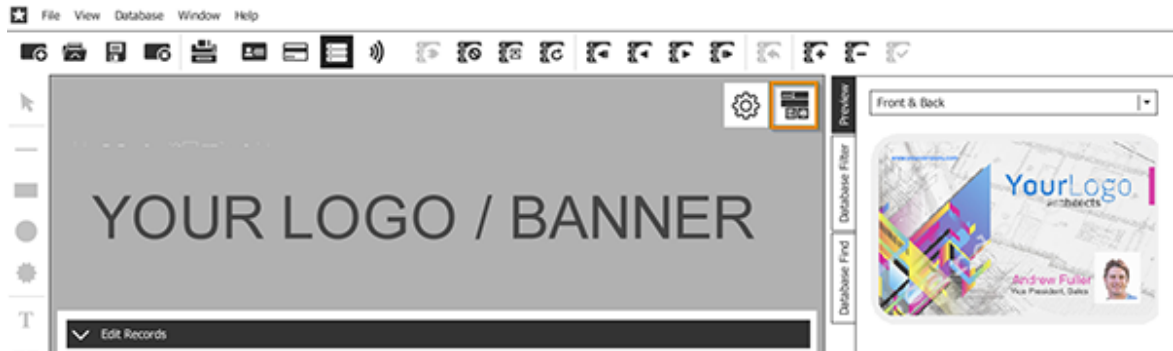 File View Database Window Help
Preview
Database Filter
Database Find
Front & Back
YOUR LOGO / BANNER
YourLogo
architects
Andrew Fuller
Vice President, Sales
Edit Records
T